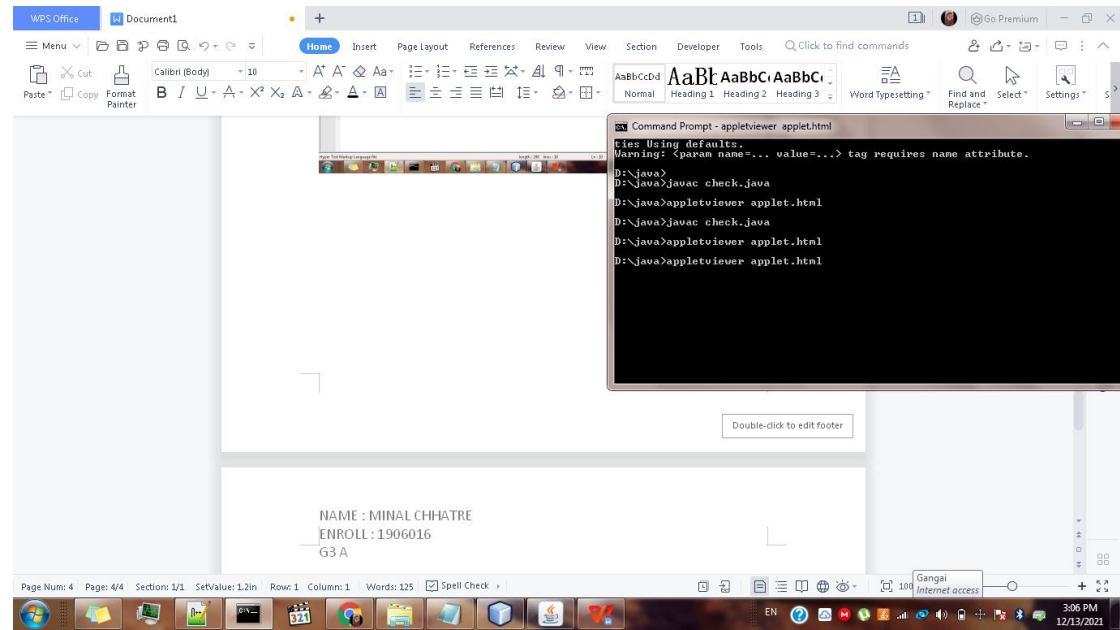 WPS Office
Document1
Go Premium
Menu
Home Insert Page Layout References Review View Section Developer Tools Click to find commands
Paste Cut Copy Format Painter
Calibri (Body) 10
AaBbCcDd Normal
AaBb Heading 1
AaBbC Heading 2
AaBbC Heading 3
Word Typesetting
Find and Replace
Select
Settings
Command Prompt - appletviewer applet.html
ties Using defaults.
Warning: <param name=... value=...> tag requires name attribute.
D:\java>
D:\java>javac check.java
D:\java>appletviewer applet.html
D:\java>javac check.java
D:\java>appletviewer applet.html
D:\java>appletviewer applet.html
Double-click to edit footer
NAME : MINAL CHHATRE
ENROLL : 1906016
G3 A
Page Num: 4 Page: 4/4 Section: 1/1 SetValue: 1.2in Row: 1 Column: 1 Words: 125 Spell Check 100
Gangai
Internet access
EN
3:06 PM
12/13/2021